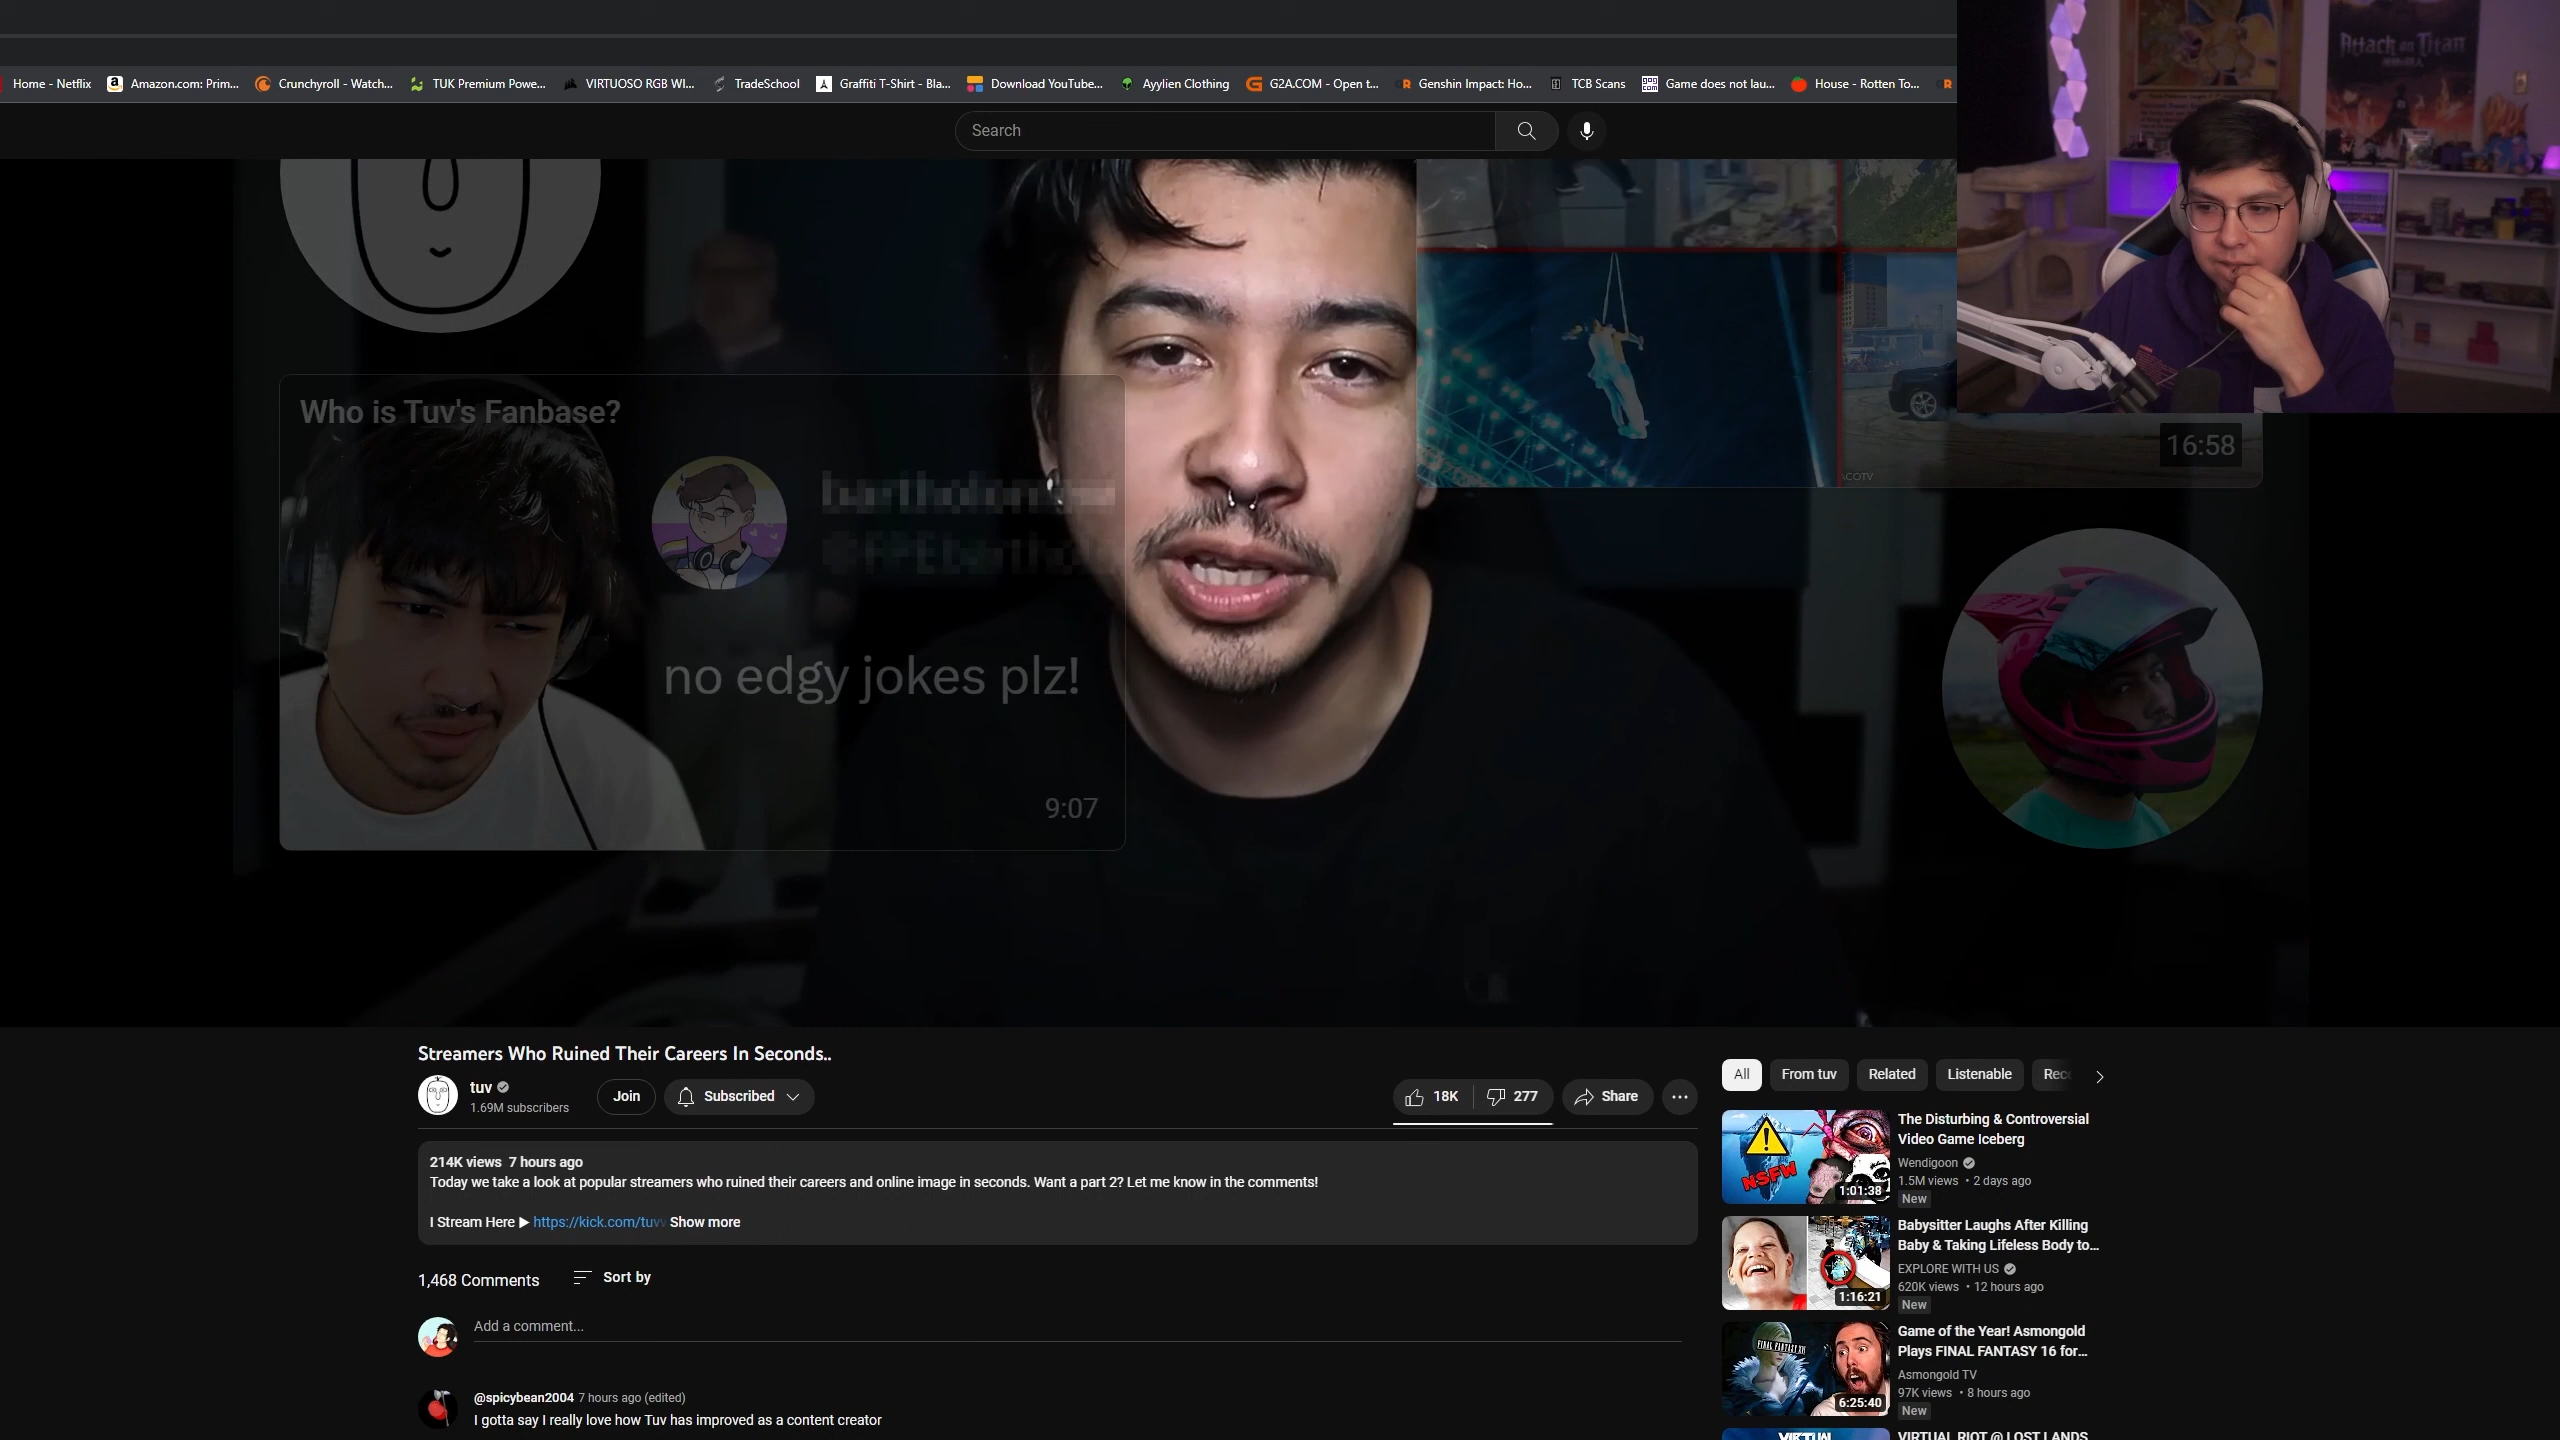 Home - Netflix
Amazon.com: Prim...
Crunchyroll - Watch...
TUK Premium Powe...
VIRTUOSO RGB WI...
TradeSchool
Graffiti T-Shirt - Bla...
Download YouTube...
Ayylien Clothing
G2A.COM - Open t...
Genshin Impact: Ho...
TCB Scans
Game does not lau...
House - Rotten To...
Attack on Titan
Search
Who is Tuv's Fanbase?
no edgy jokes plz!
9:07
16:58
Streamers Who Ruined Their Careers In Seconds..
tuv
1.69M subscribers
Join
Subscribed
18K
277
Share
214K views 7 hours ago
Today we take a look at popular streamers who ruined their careers and online image in seconds. Want a part 2? Let me know in the comments!
I Stream Here ▶ https://kick.com/tuvv Show more
1,468 Comments
Sort by
Add a comment...
@spicybean2004 7 hours ago (edited)
I gotta say I really love how Tuv has improved as a content creator
All
From tuv
Related
Listenable
Rec
NSFW
1:01:38
The Disturbing & Controversial
Video Game Iceberg
Wendigoon
1.5M views • 2 days ago
New
1:16:21
Babysitter Laughs After Killing
Baby & Taking Lifeless Body to...
EXPLORE WITH US
620K views • 12 hours ago
New
FINAL FANTASY XVI
6:25:40
Game of the Year! Asmongold
Plays FINAL FANTASY 16 for...
Asmongold TV
97K views • 8 hours ago
New
VIRTUAL
VIRTUAL RIOT @ LOST LANDS